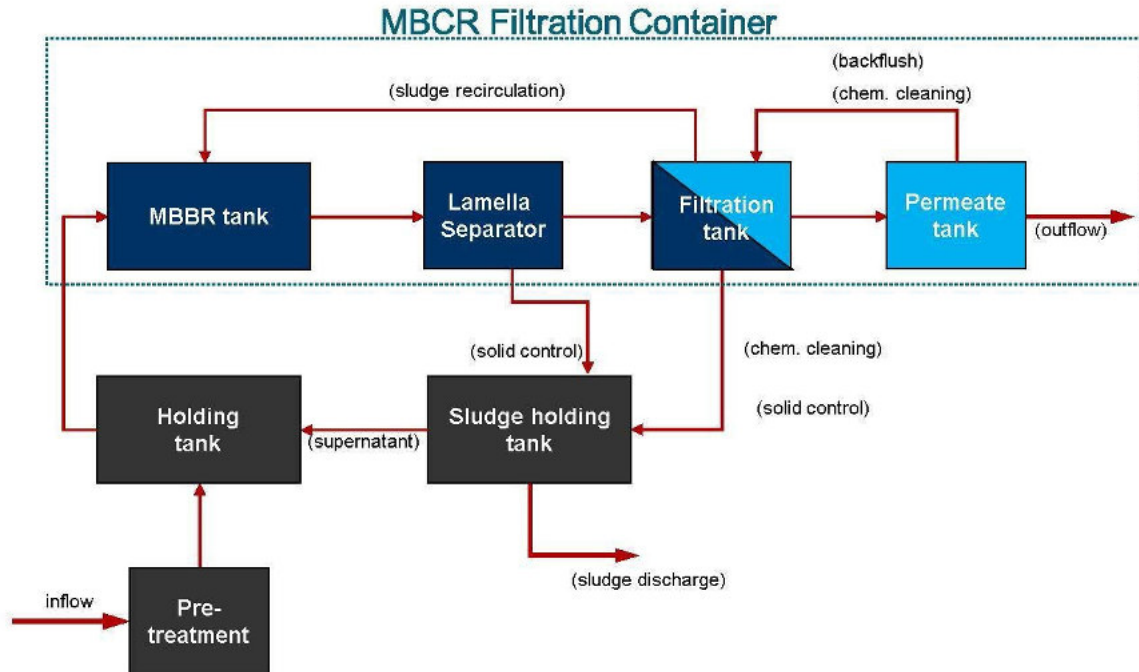 MBCR Filtration Container
(backflush)
(sludge recirculation)
(chem. cleaning)
MBBR tank
Lamella
Separator
Filtration
tank
Permeate
tank
(outflow)
(solid control)
(chem. cleaning)
(solid control)
Holding
tank
(supernatant)
Sludge holding
tank
(sludge discharge)
inflow
Pre-
treatment